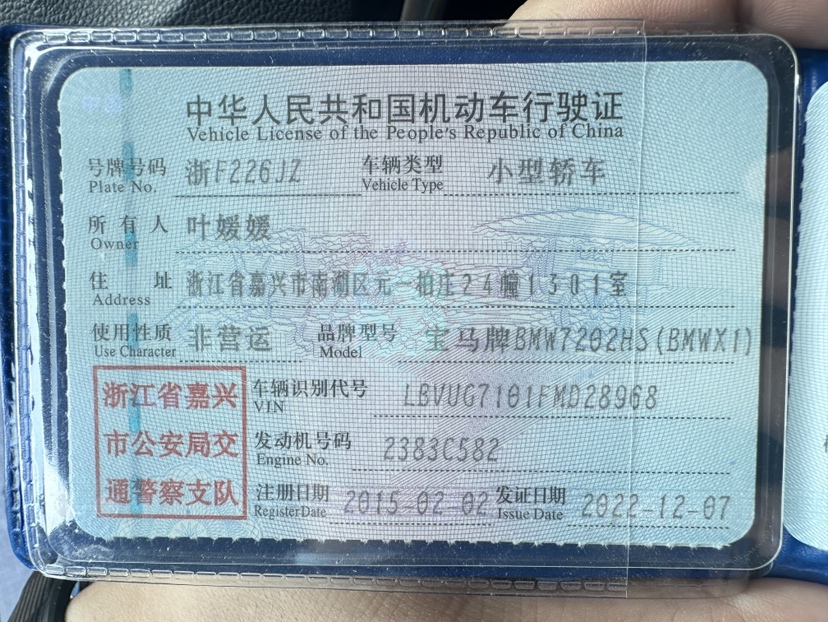 中华人民共和国机动车行驶证
Vehicle License of the People's Republic of China
号牌号码 浙F226JZ 车辆类型 小型轿车
Plate No. Vehicle Type
所有人 叶媛媛
Owner
住址 浙江省嘉兴市南湖区元一柏庄24幢1301室
Address
使用性质 非营运 品牌型号 宝马牌BMW7202HS(BMWX1)
Use Character Model
浙江省嘉兴
市公安局交
通警察支队
车辆识别代号 LBVUG7101FMD28968
VIN
发动机号码 2383C582
Engine No.
注册日期 2015-02-02 发证日期 2022-12-07
Register Date Issue Date